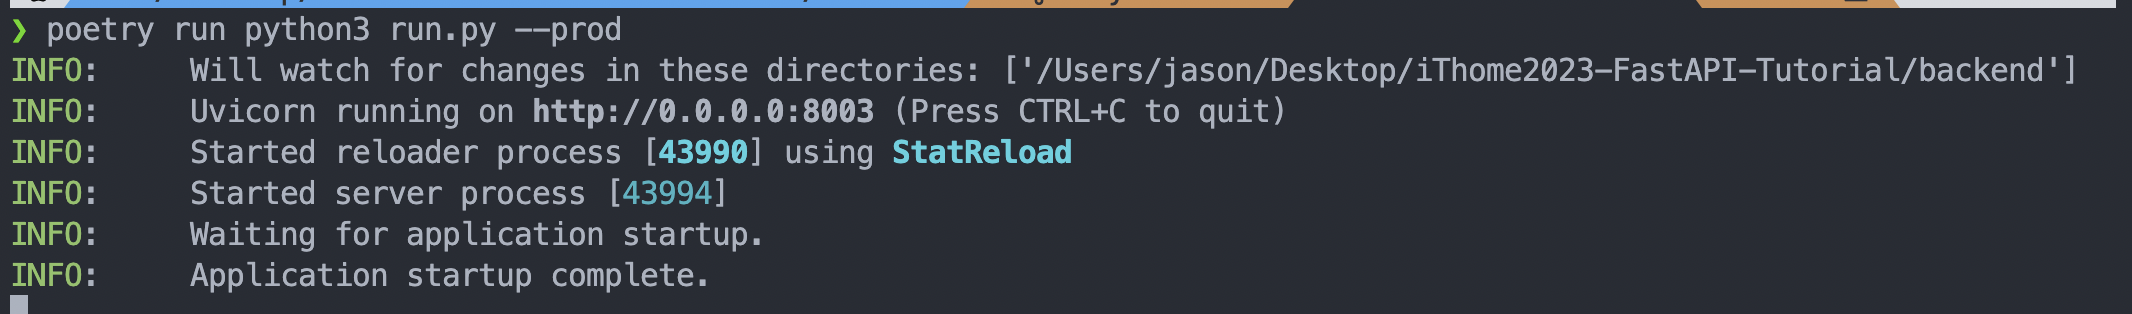 ❯ poetry run python3 run.py --prod
INFO:     Will watch for changes in these directories: ['/Users/jason/Desktop/iThome2023-FastAPI-Tutorial/backend']
INFO:     Uvicorn running on http://0.0.0.0:8003 (Press CTRL+C to quit)
INFO:     Started reloader process [43990] using StatReload
INFO:     Started server process [43994]
INFO:     Waiting for application startup.
INFO:     Application startup complete.